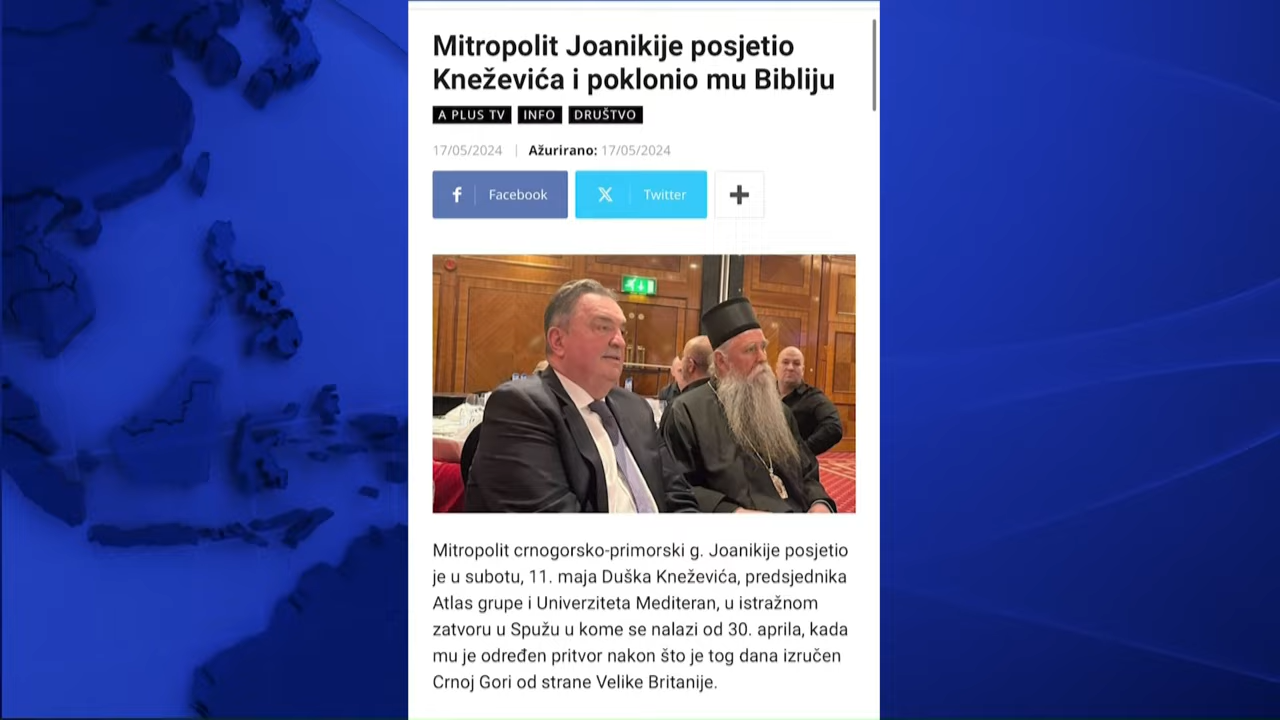 Mitropolit Joanikije posjetio
Kneževića i poklonio mu Bibliju
A PLUS TV INFO DRUŠTVO
17/05/2024 | Ažurirano: 17/05/2024
Facebook Twitter
Mitropolit crnogorsko-primorski g. Joanikije posjetio
je u subotu, 11. maja Duška Kneževića, predsjednika
Atlas grupe i Univerziteta Mediteran, u istražnom
zatvoru u Spužu u kome se nalazi od 30. aprila, kada
mu je određen pritvor nakon što je tog dana izručen
Crnoj Gori od strane Velike Britanije.